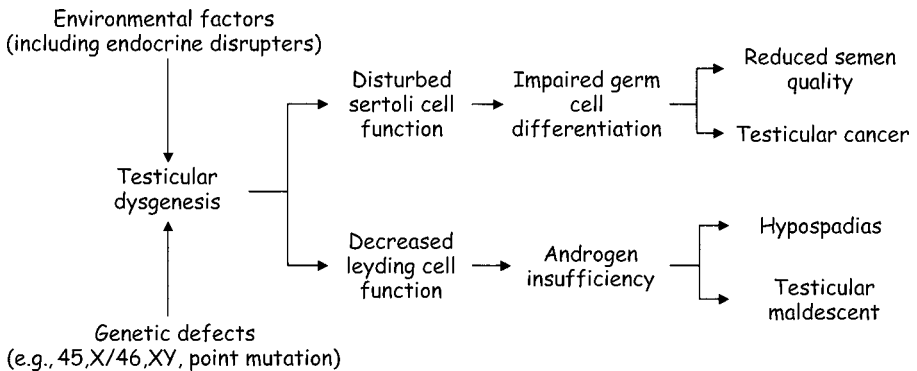 Environmental factors
(including endocrine disrupters)
Disturbed
sertoli cell
function
Impaired germ
cell
differentiation
Reduced semen
quality
Testicular cancer
Testicular
dysgenesis
Decreased
leyding cell
function
Androgen
insufficiency
Hypospadias
Testicular
maldescent
Genetic defects
(e.g., 45,X/46,XY, point mutation)